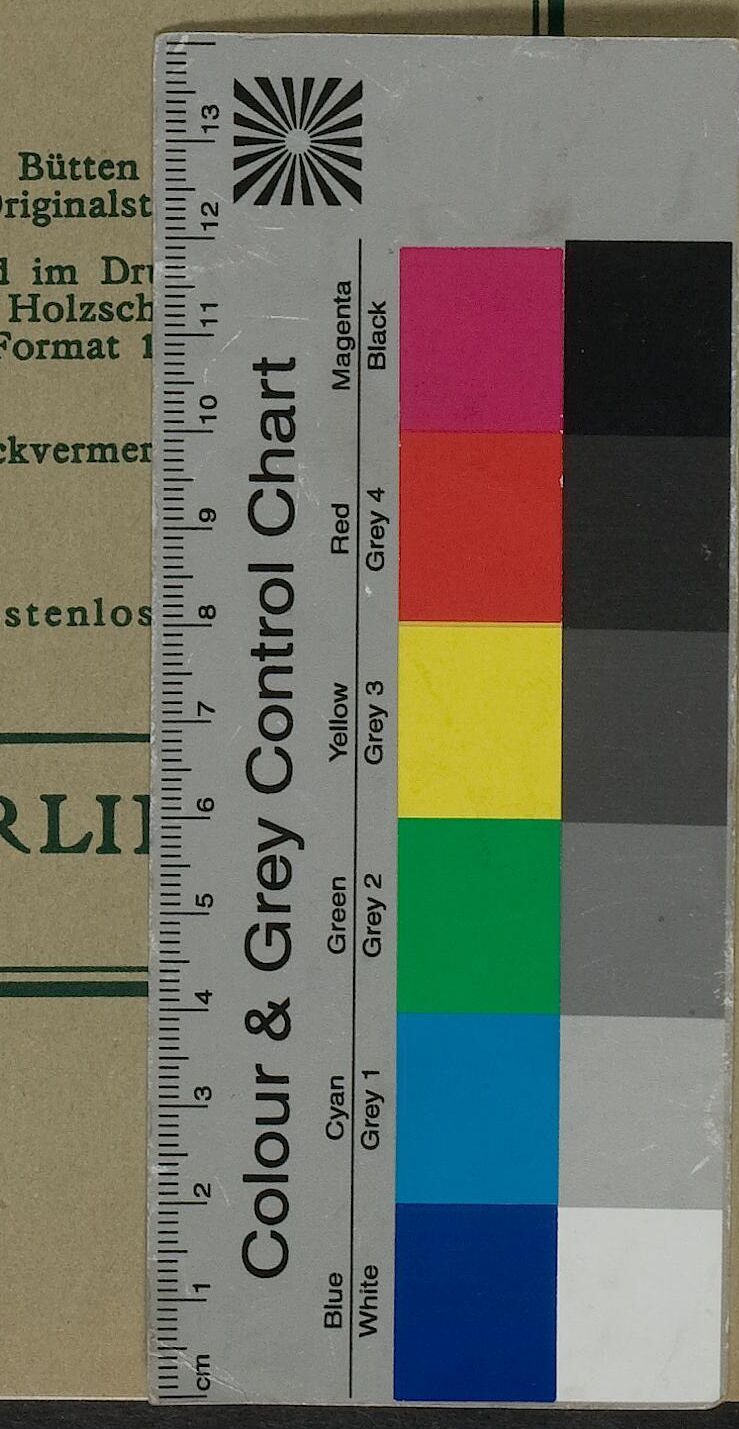 Bütten
riginalst
d im Dru
Holzsch
Format 1
ckvermer
stenlos
RLI
13
12
11
10
9
8
7
6
5
4
3
2
1
cm
Colour & Grey Control Chart
Blue Cyan Green Yellow Red Magenta
White Grey 1 Grey 2 Grey 3 Grey 4 Black